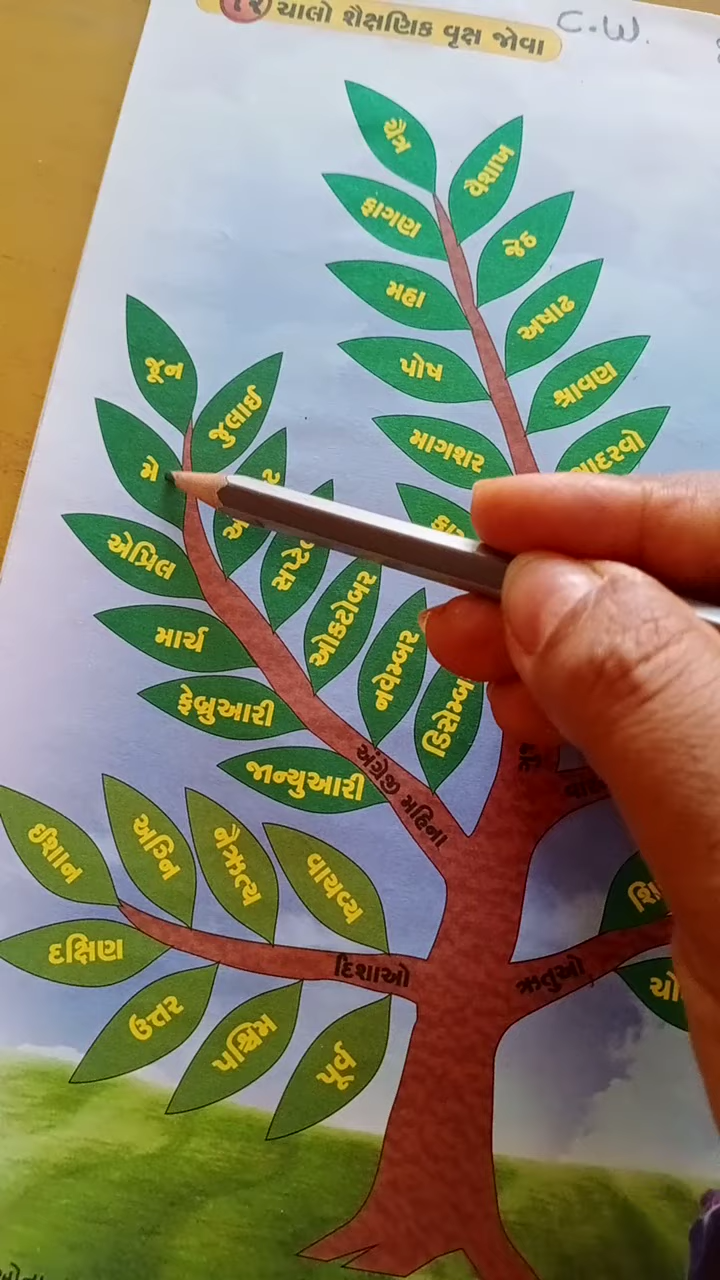 ૧૨ ચાલો શૈક્ષણિક વૃક્ષ જોવા
C.W.
ચૈત્ર
વૈશાખ
ફાગણ
જેઠ
મહા
અષાઢ
પોષ
શ્રાવણ
માગશર
જૂન
જુલાઈ
મે
એપ્રિલ
સપ્ટે
ઓક્ટોબર
માર્ચ
નવેમ્બર
ફેબ્રુઆરી
ડિસેમ્બ
જાન્યુઆરી
અંગ્રેજી મહિના
ઈશાન
અગ્નિ
નૈઋત્ય
વાયવ્ય
દક્ષિણ
દિશાઓ
ઋતુઓ
ઉત્તર
પશ્ચિમ
પૂર્વ